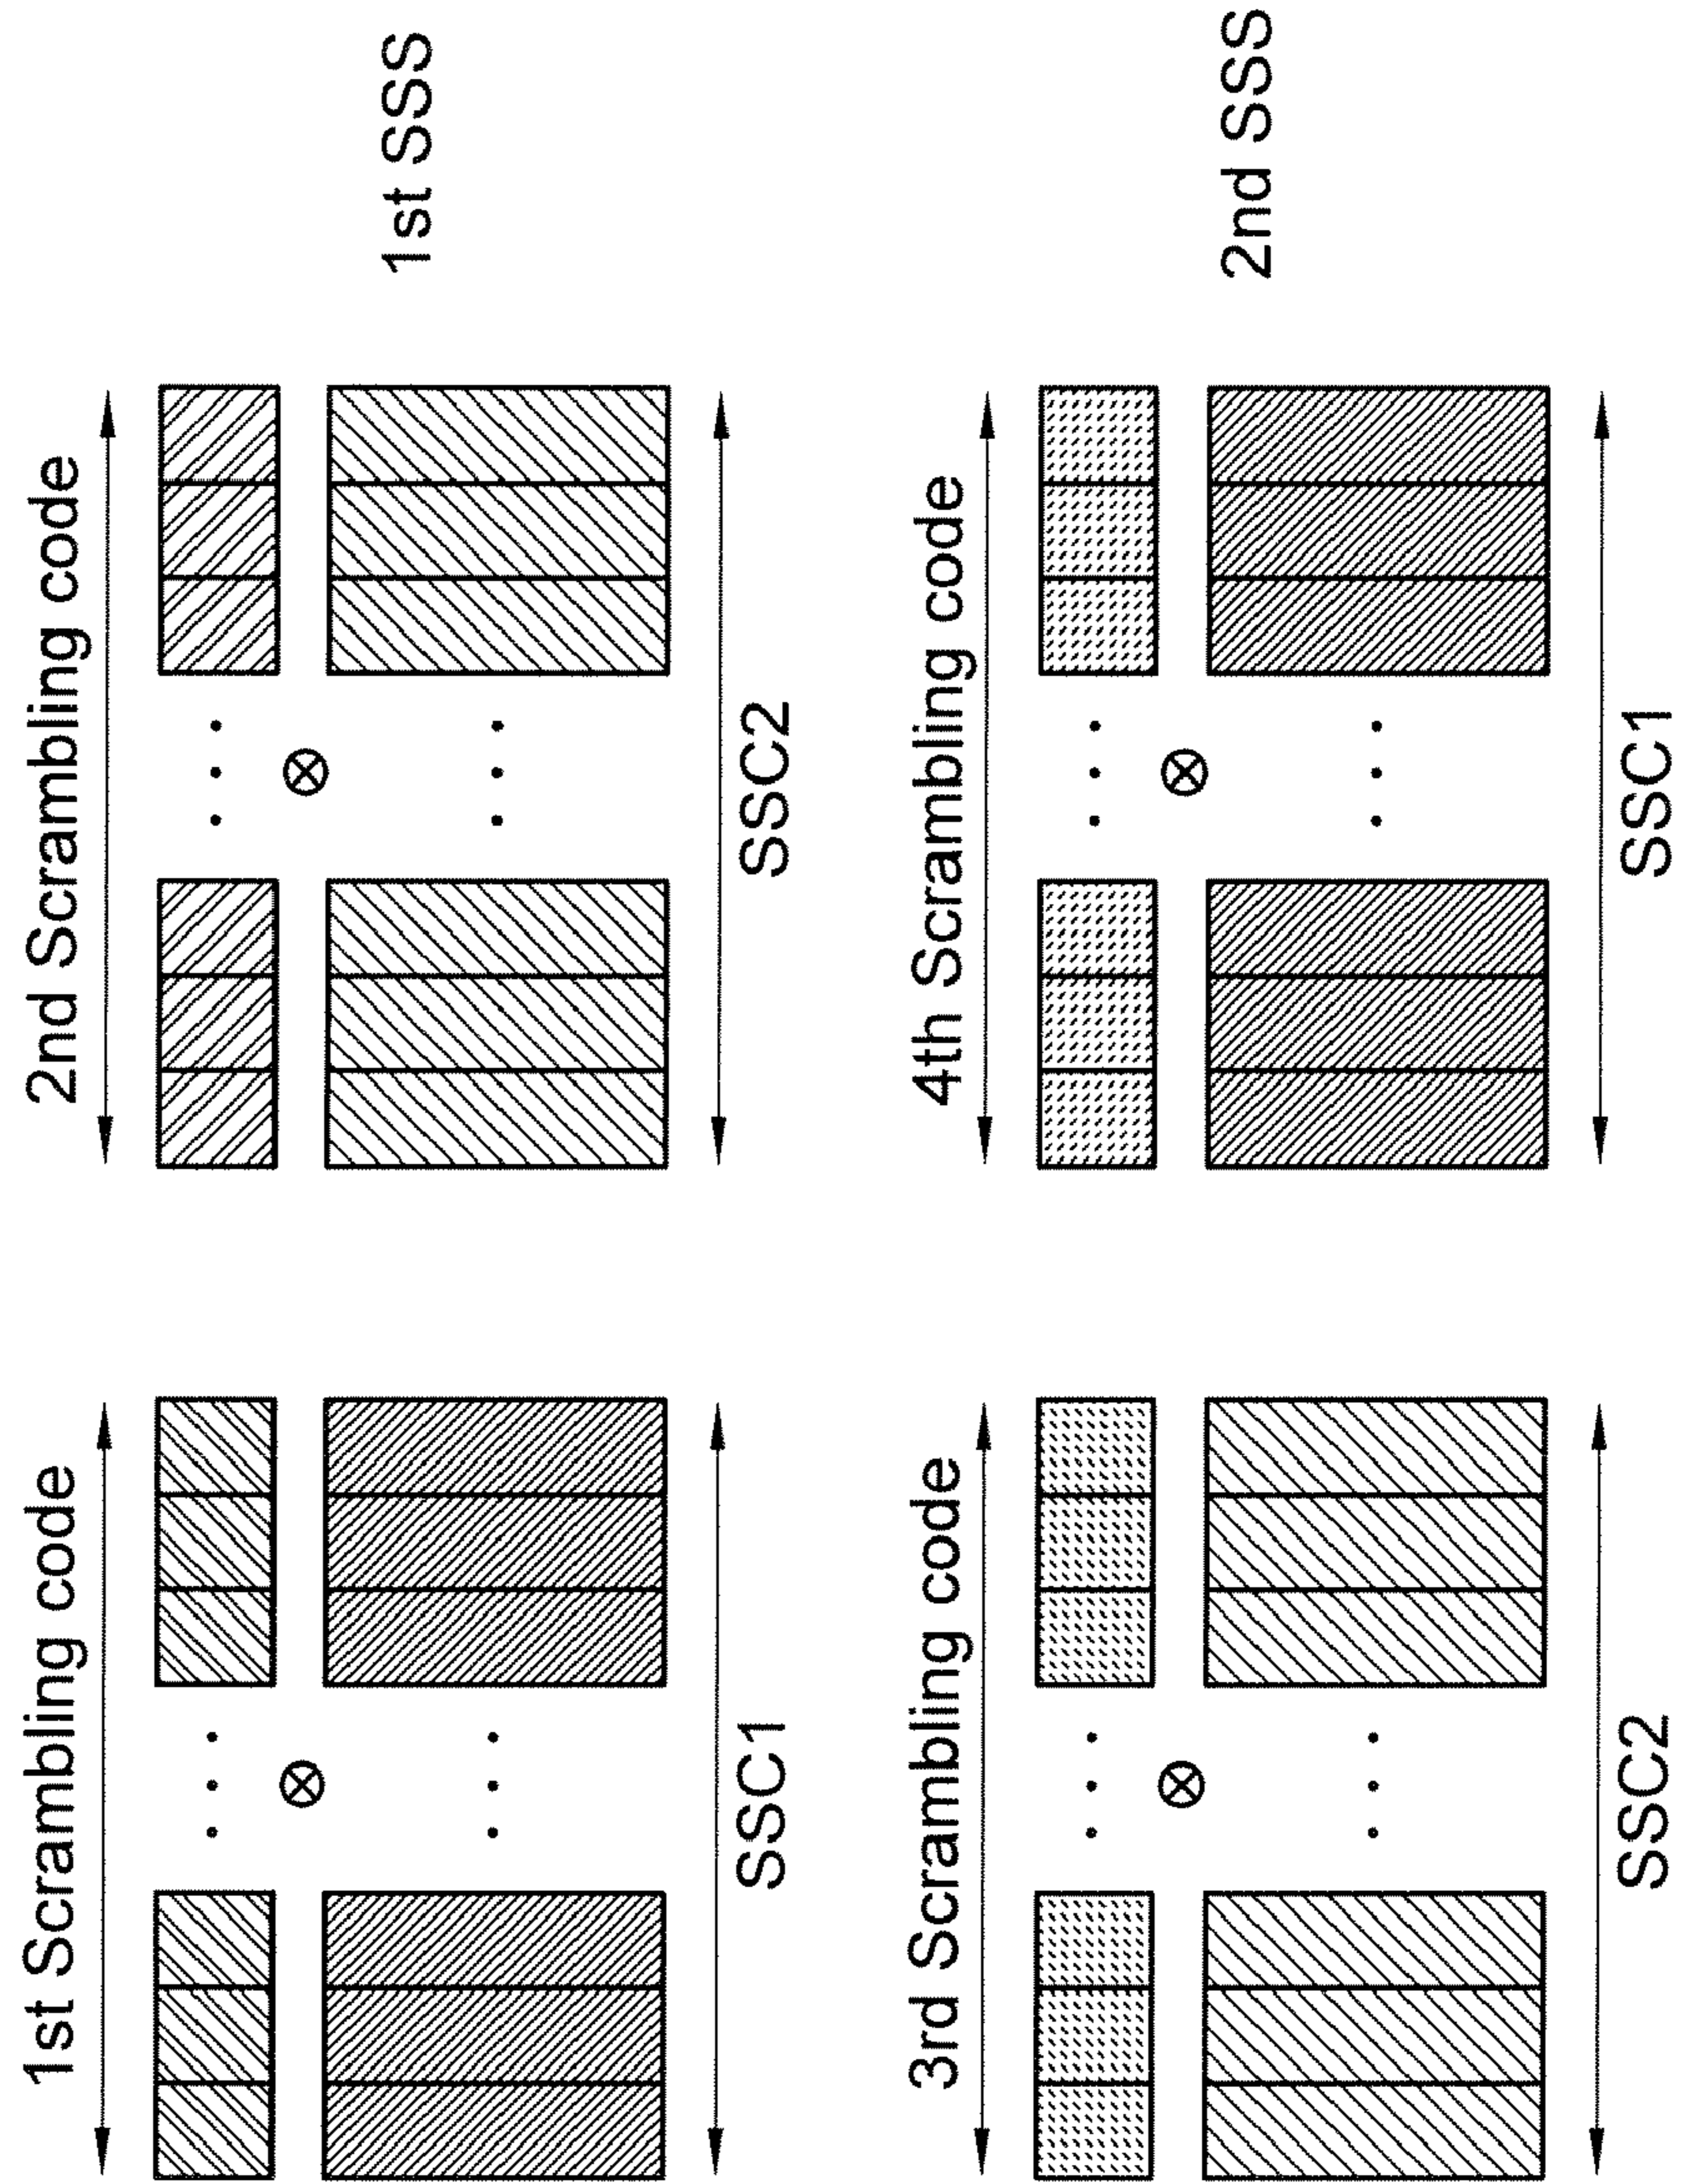 1st Scrambling code
2nd Scrambling code
SSC1
SSC2
1st SSS
3rd Scrambling code
4th Scrambling code
SSC2
SSC1
2nd SSS